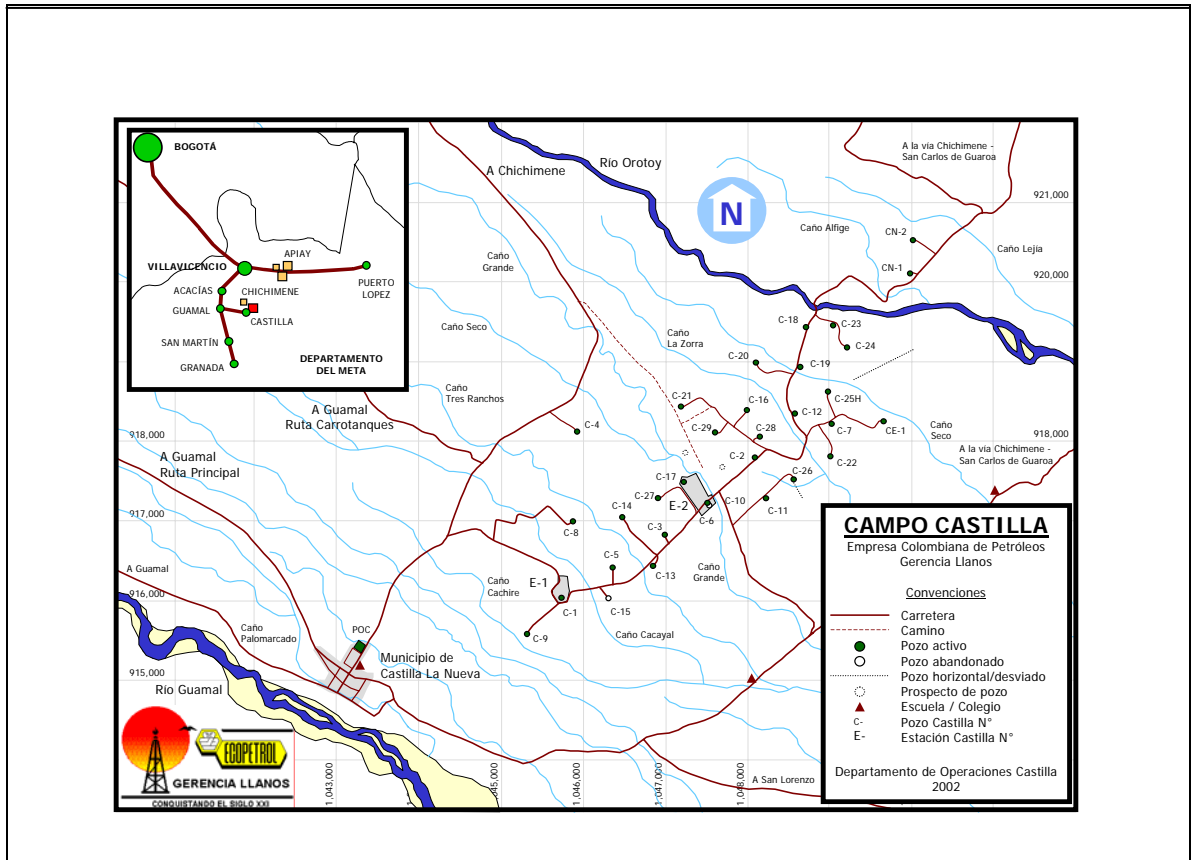 BOGOTÁ
VILLAVICENCIO
APIAY
PUERTO
LOPEZ
ACACÍAS
CHICHIMENE
GUAMAL
CASTILLA
SAN MARTÍN
GRANADA
DEPARTAMENTO
DEL META
A Chichimene
Río Orotoy
N
A la vía Chichimene -
San Carlos de Guaroa
921,000
Caño Alfige
CN-2
Caño Lejía
CN-1
920,000
Caño
Grande
Caño Seco
Caño
La Zorra
C-18
C-23
C-24
C-20
C-19
Caño
Tres Ranchos
C-21
C-16
C-25H
A Guamal
Ruta Carrotanques
C-4
C-29
C-28
C-12
C-7
CE-1
Caño
Seco
918,000
918,000
A la vía Chichimene -
San Carlos de Guaroa
A Guamal
Ruta Principal
C-2
C-22
C-17
C-26
C-27
E-2
C-10
C-11
C-14
C-6
917,000
C-8
C-3
C-5
C-13
Caño
Grande
A Guamal
E-1
Caño
Cachire
916,000
C-1
C-15
Caño
Palomarcado
POC
C-9
Caño Cacayal
Municipio de
Castilla La Nueva
915,000
Río Guamal
A San Lorenzo
1,043,000
1,045,000
1,046,000
1,047,000
1,048,000
ECOPETROL
GERENCIA LLANOS
CONQUISTANDO EL SIGLO XXI
CAMPO CASTILLA
Empresa Colombiana de Petróleos
Gerencia Llanos
Convenciones
Carretera
Camino
Pozo activo
Pozo abandonado
Pozo horizontal/desviado
Prospecto de pozo
Escuela / Colegio
C- Pozo Castilla N°
E- Estación Castilla N°
Departamento de Operaciones Castilla
2002